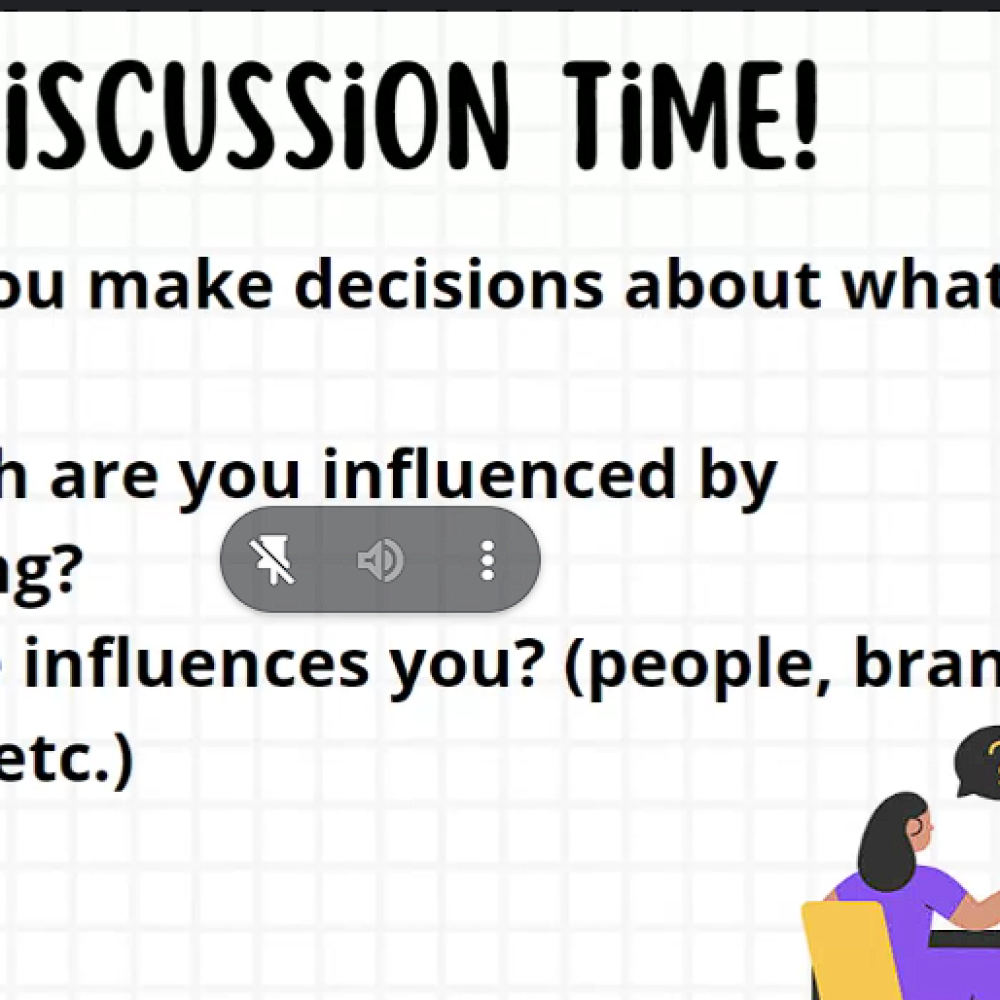 iSCUSSiON TiME!
ou make decisions about what
h are you influenced by
ng?
influences you? (people, bran
etc.)
?